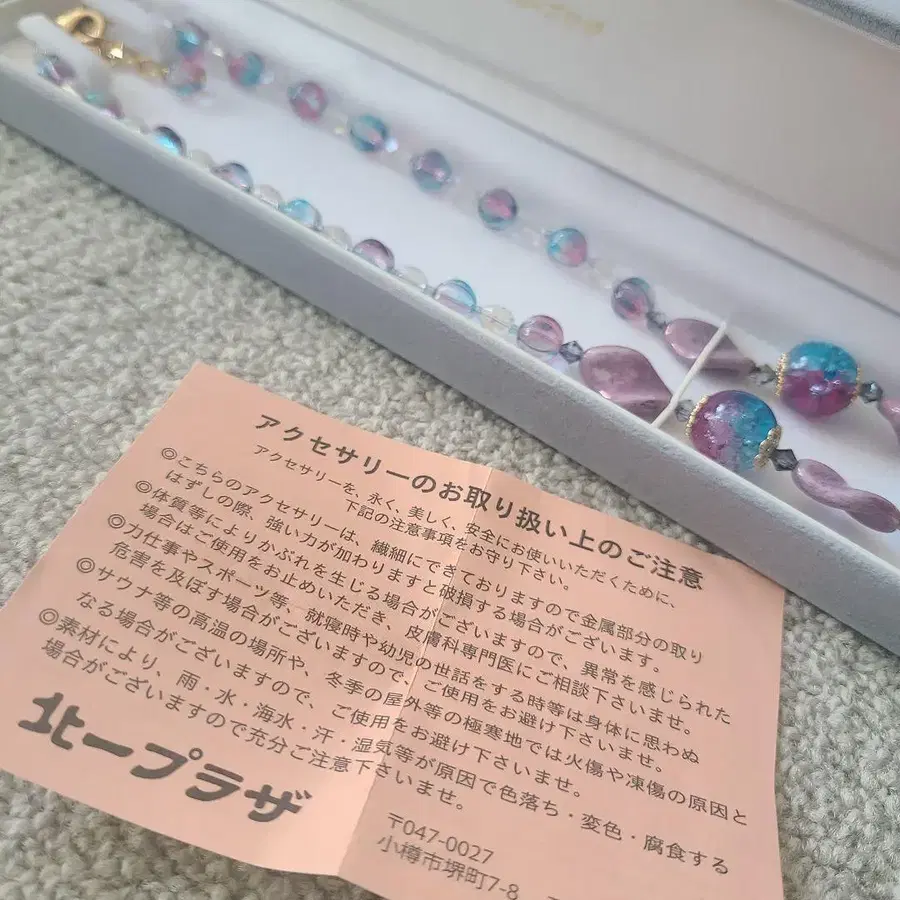 アクセサリーのお取り扱い上のご注意
アクセサリーを、永く、美しく、安全にお使いいただくために、
下記の注意事項をお守り下さい。
◎こちらのアクセサリーは、繊細にできておりますので金属部分の取り
はずしの際、強い力が加わりますと破損する場合がございます。
◎体質等によりかぶれを生じる場合がございますので、異常を感じられた
場合はご使用をお止めいただき、皮膚科専門医にご相談下さいませ。
◎力仕事やスポーツ等、就寝時や幼児の世話をする時等は身体に思わぬ
危害を及ぼす場合がございますので、ご使用をお避け下さいませ。
◎サウナ等の高温の場所や、冬季の屋外等の極寒地では火傷や凍傷の原因と
なる場合がございますので、ご使用をお避け下さいませ。
◎素材により、雨・水・海水・汗・湿気等が原因で色落ち・変色・腐食する
場合がございますので充分ご注意下さいませ。
北一プラザ
〒047-0027
小樽市堺町7-8